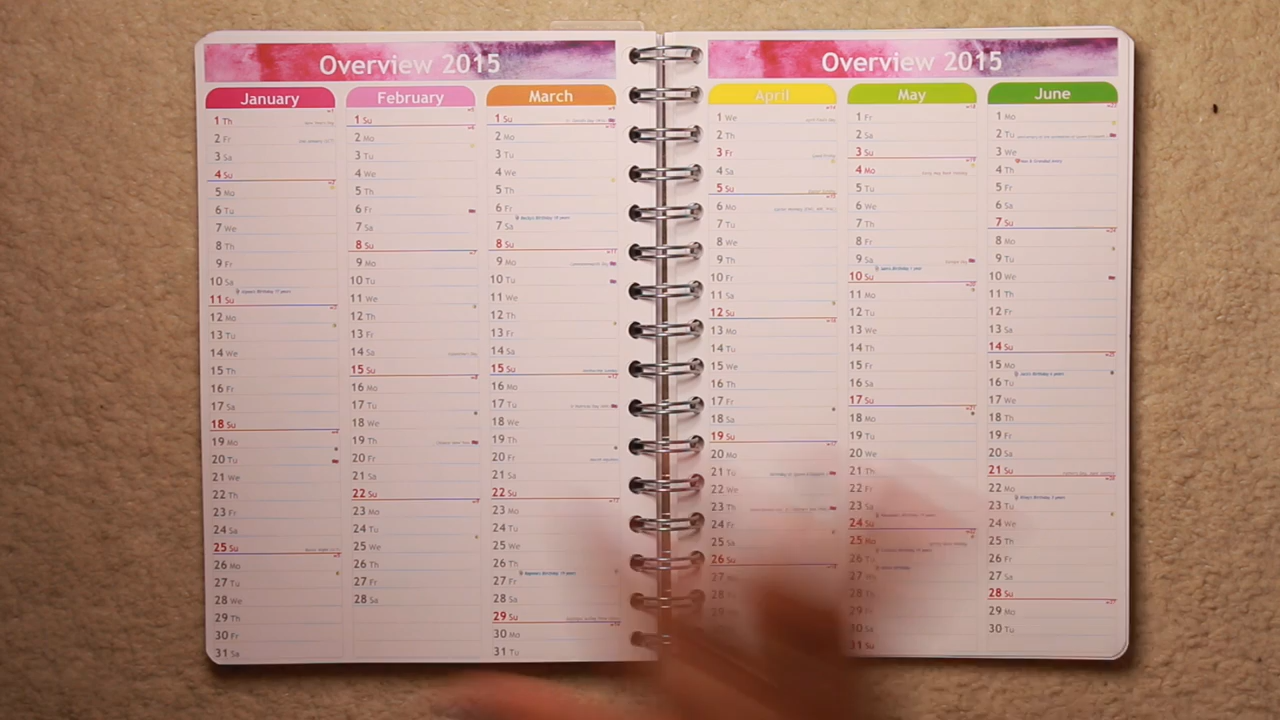 Overview 2015
January
1 Th
2 Fr
3 Sa
4 Su
5 Mo
6 Tu
7 We
8 Th
9 Fr
10 Sa
11 Su
12 Mo
13 Tu
14 We
15 Th
16 Fr
17 Sa
18 Su
19 Mo
20 Tu
21 We
22 Th
23 Fr
24 Sa
25 Su
26 Mo
27 Tu
28 We
29 Th
30 Fr
31 Sa
February
1 Su
2 Mo
3 Tu
4 We
5 Th
6 Fr
7 Sa
8 Su
9 Mo
10 Tu
11 We
12 Th
13 Fr
14 Sa
15 Su
16 Mo
17 Tu
18 We
19 Th
20 Fr
21 Sa
22 Su
23 Mo
24 Tu
25 We
26 Th
27 Fr
28 Sa
March
1 Su
2 Mo
3 Tu
4 We
5 Th
6 Fr
7 Sa
8 Su
9 Mo
10 Tu
11 We
12 Th
13 Fr
14 Sa
15 Su
16 Mo
17 Tu
18 We
19 Th
20 Fr
21 Sa
22 Su
23 Mo
24 Tu
25 We
26 Th
27 Fr
28 Sa
29 Su
30 Mo
31 Tu
Overview 2015
April
1 We
2 Th
3 Fr
4 Sa
5 Su
6 Mo
7 Tu
8 We
9 Th
10 Fr
11 Sa
12 Su
13 Mo
14 Tu
15 We
16 Th
17 Fr
18 Sa
19 Su
20 Mo
21 Tu
22 We
23 Th
24 Fr
25 Sa
26 Su
27
28
29
May
1 Fr
2 Sa
3 Su
4 Mo
5 Tu
6 We
7 Th
8 Fr
9 Sa
10 Su
11 Mo
12 Tu
13 We
14 Th
15 Fr
16 Sa
17 Su
18 Mo
19 Tu
20 We
21 Th
22 Fr
23 Sa
24 Su
25 Mo
26 Tu
27 We
28 Th
29 Fr
30 Sa
31 Su
June
1 Mo
2 Tu
3 We
4 Th
5 Fr
6 Sa
7 Su
8 Mo
9 Tu
10 We
11 Th
12 Fr
13 Sa
14 Su
15 Mo
16 Tu
17 We
18 Th
19 Fr
20 Sa
21 Su
22 Mo
23 Tu
24 We
25 Th
26 Fr
27 Sa
28 Su
29 Mo
30 Tu